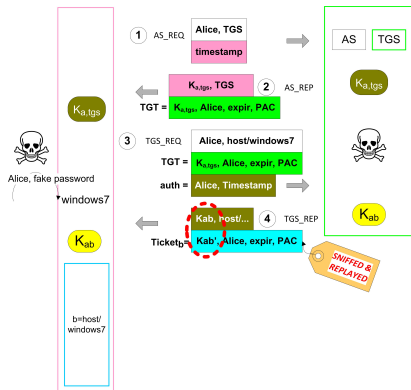 1 AS_REQ
Alice, TGS
timestamp
AS
TGS
Ka,tgs, TGS
2 AS_REP
TGT = Ka,tgs, Alice, expir, PAC
Ka,tgs
Ka,tgs
3 TGS_REQ
Alice, host/windows7
TGT = Ka,tgs, Alice, expir, PAC
auth = Alice, Timestamp
Alice, fake password
windows7
Kab
Kab, host/...
4 TGS_REP
Ticketb= Kab', Alice, expir, PAC
Kab
SNIFFED &
REPLAYED
b=host/
windows7